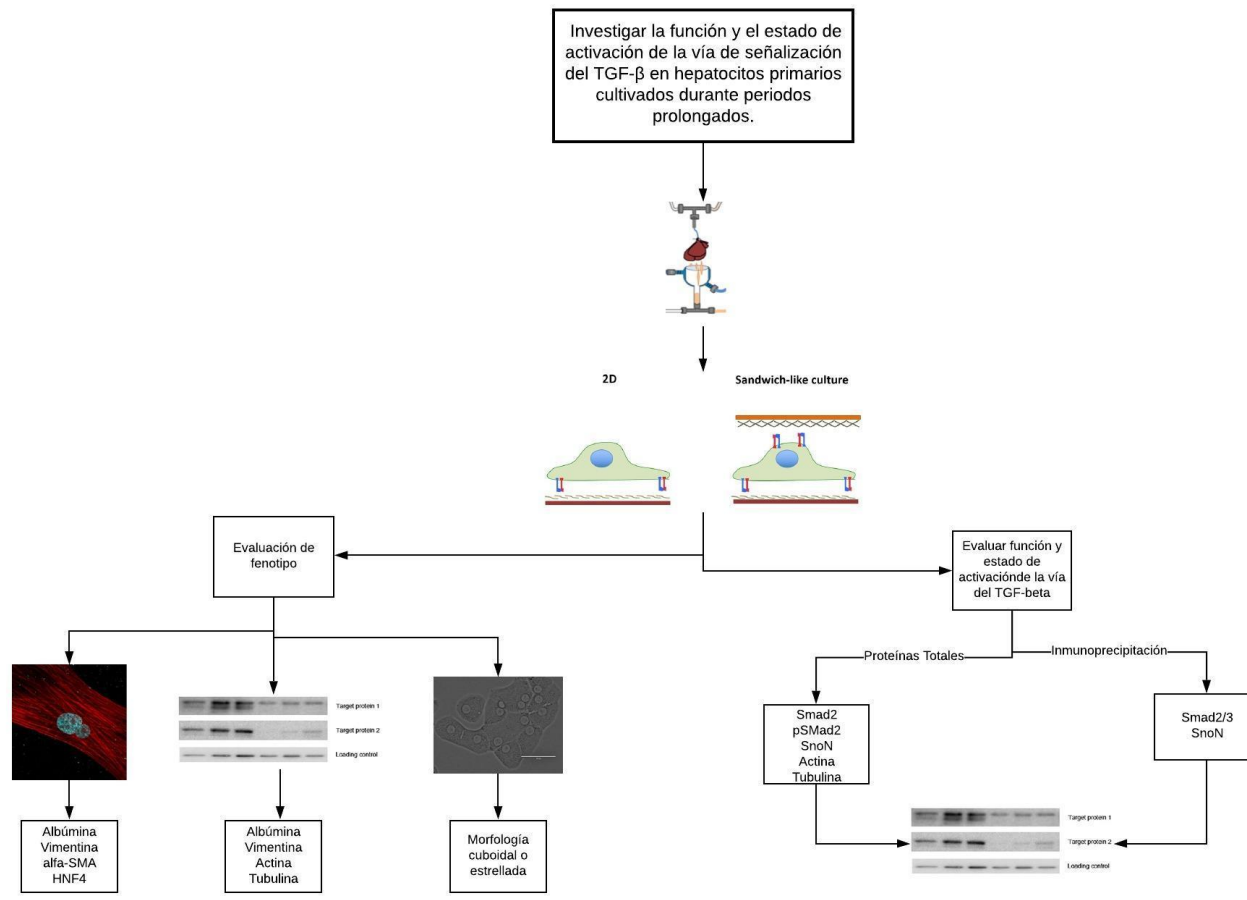 Investigar la función y el estado de
activación de la vía de señalización
del TGF-β en hepatocitos primarios
cultivados durante periodos
prolongados.
2D
Sandwich-like culture
Evaluación de
fenotipo
Evaluar función y
estado de
activaciónde la vía
del TGF-beta
Proteínas Totales
Inmunoprecipitación
Target protein 1
Target protein 2
Loading control
Smad2
pSMad2
SnoN
Actina
Tubulina
Smad2/3
SnoN
Albúmina
Vimentina
alfa-SMA
HNF4
Albúmina
Vimentina
Actina
Tubulina
Morfología
cuboidal o
estrellada
Target protein 1
Target protein 2
Loading control